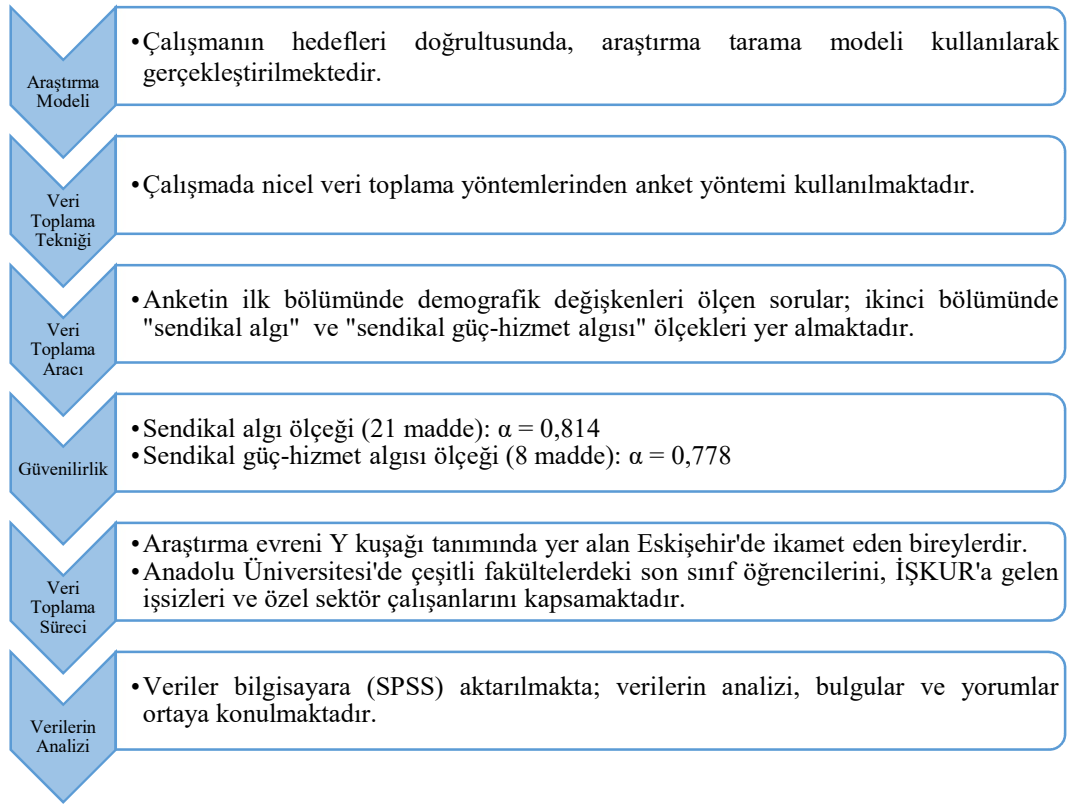 Araştırma
Modeli
•Çalışmanın hedefleri doğrultusunda, araştırma tarama modeli kullanılarak
gerçekleştirilmektedir.
Veri
Toplama
Tekniği
•Çalışmada nicel veri toplama yöntemlerinden anket yöntemi kullanılmaktadır.
Veri
Toplama
Aracı
•Anketin ilk bölümünde demografik değişkenleri ölçen sorular; ikinci bölümünde
"sendikal algı" ve "sendikal güç-hizmet algısı" ölçekleri yer almaktadır.
Güvenilirlik
•Sendikal algı ölçeği (21 madde): α = 0,814
•Sendikal güç-hizmet algısı ölçeği (8 madde): α = 0,778
Veri
Toplama
Süreci
•Araştırma evreni Y kuşağı tanımında yer alan Eskişehir'de ikamet eden bireylerdir.
•Anadolu Üniversitesi'de çeşitli fakültelerdeki son sınıf öğrencilerini, İŞKUR'a gelen
işsizleri ve özel sektör çalışanlarını kapsamaktadır.
Verilerin
Analizi
•Veriler bilgisayara (SPSS) aktarılmakta; verilerin analizi, bulgular ve yorumlar
ortaya konulmaktadır.